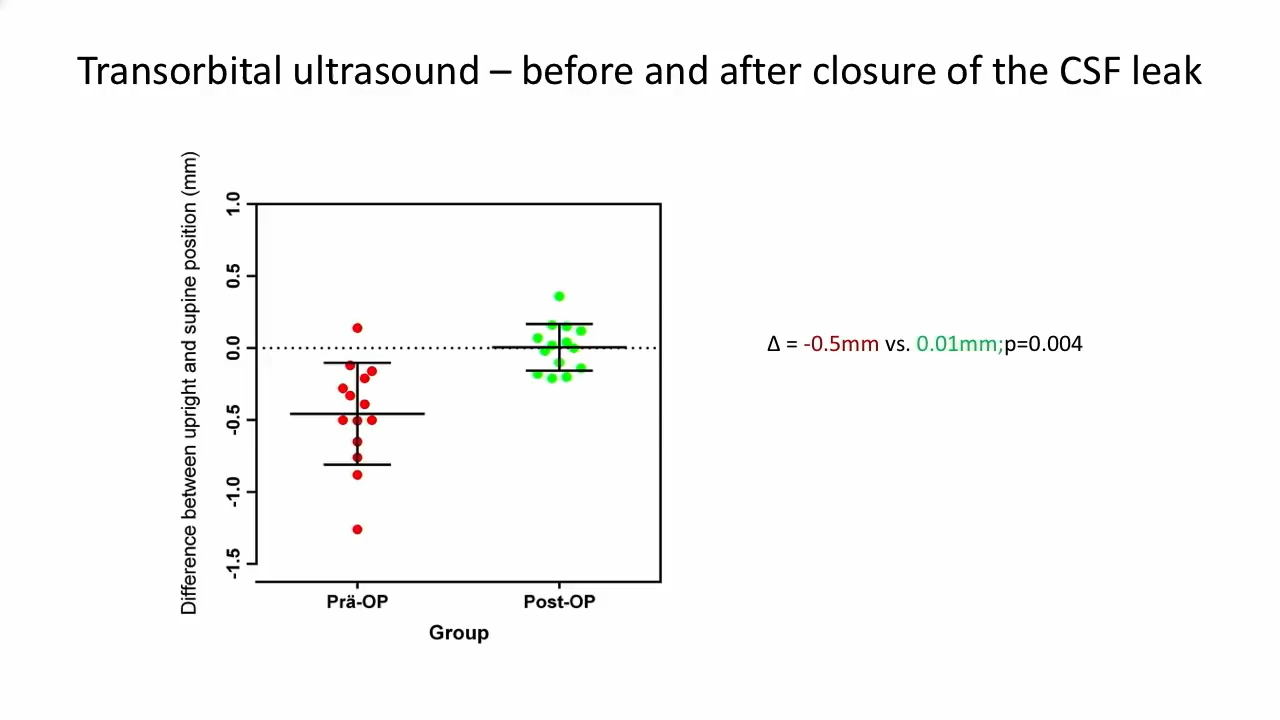 Transorbital ultrasound – before and after closure of the CSF leak
Difference between upright and supine position (mm)
1.0
0.5
0.0
-0.5
-1.0
-1.5
Δ = -0.5mm vs. 0.01mm;p=0.004
Prä-OP Post-OP
Group